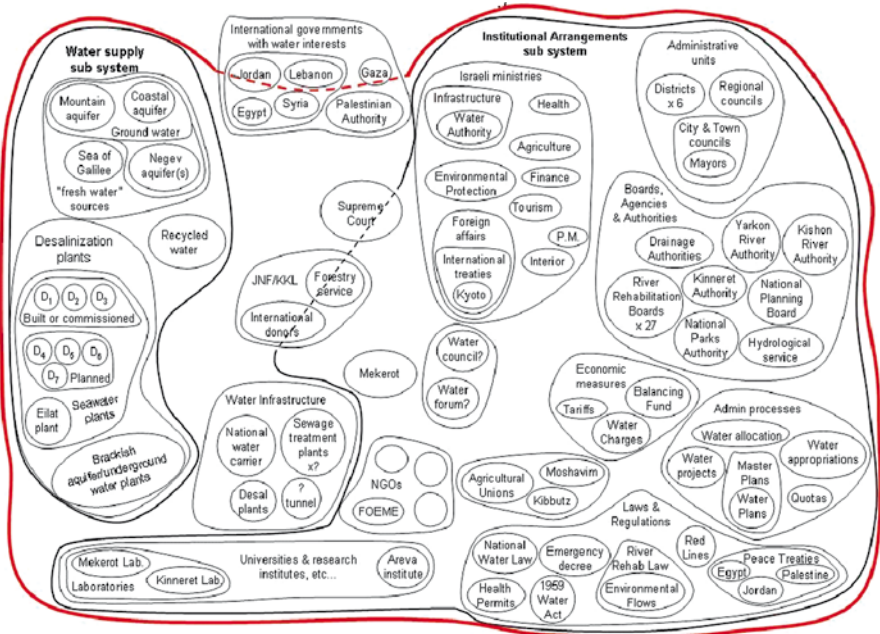 Water supply
sub system
Mountain
aquifer
Coastal
aquifer
Ground water
Sea of
Galilee
Negev
aquifer(s)
"fresh water"
sources
Desalinization
plants
Recycled
water
D1 D2 D3
Built or commissioned
D4 D5 D6
D7 Planned
Eilat
plant
Seawater
plants
Brackish
aquifer/underground
water plants
International governments
with water interests
Jordan
Lebanon
Gaza
Egypt
Syria
Palestinian
Authority
Supreme
Court
JNF/KKL
Forestry
service
International
donors
Mekerot
Water Infrastructure
National
water
carrier
Sewage
treatment
plants
x?
Desal
plants
?
tunnel
NGOs
FOEME
Mekerot Lab.
Laboratories
Kinneret Lab
Universities & research
institutes, etc...
Areva
institute
Institutional Arrangements
sub system
Israeli ministries
Infrastructure
Water
Authority
Health
Agriculture
Environmental
Protection
Finance
Tourism
Foreign
affairs
International
treaties
Kyoto
P.M.
Interior
Water
council?
Water
forum?
Administrative
units
Districts
x 6
Regional
councils
City & Town
councils
Mayors
Boards,
Agencies
& Authorities
Drainage
Authorities
Yarkon
River
Authority
Kishon
River
Authority
River
Rehabilitation
Boards
x 27
Kinneret
Authority
National
Planning
Board
National
Parks
Authority
Hydrological
service
Economic
measures
Tariffs
Balancing
Fund
Water
Charges
Admin processes
Water allocation
Water
projects
Master
Plans
Water
Plans
Water
appropriations
Quotas
Agricultural
Unions
Moshavim
Kibbutz
Laws &
Regulations
National
Water Law
Emergency
decree
River
Rehab Law
Environmental
Flows
Red
Lines
Health
Permits
1959
Water
Act
Peace Treaties
Egypt
Palestine
Jordan